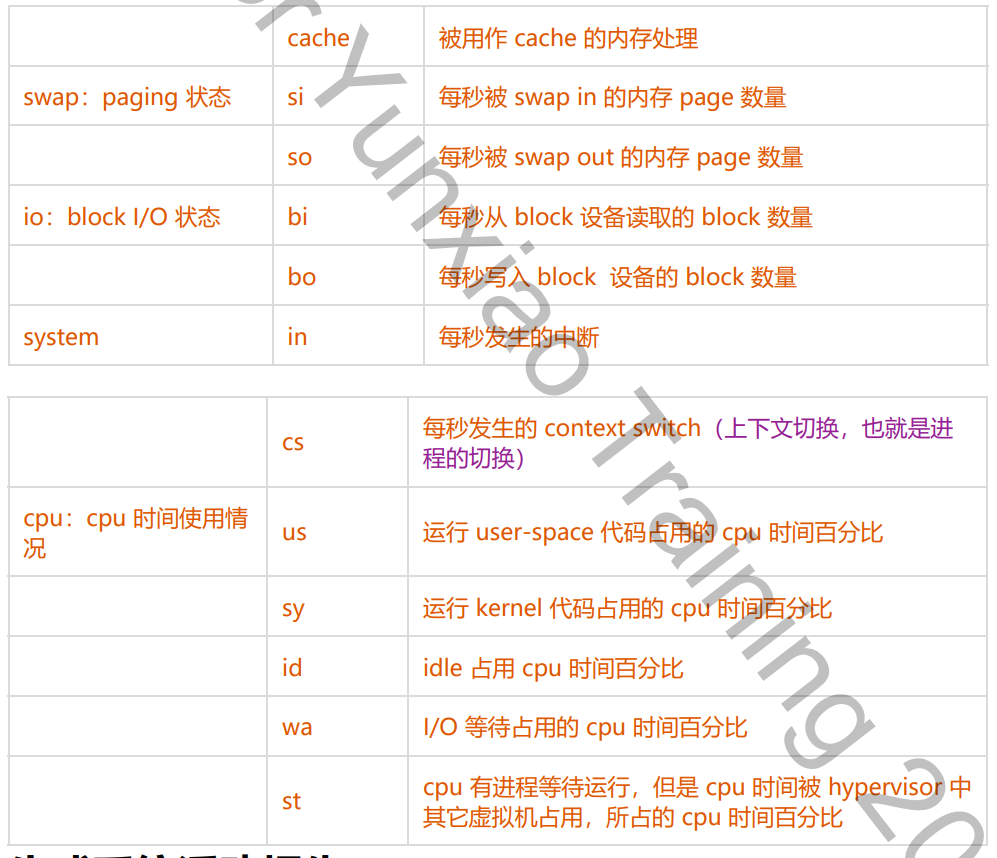 cache 被用作 cache 的内存处理
swap：paging 状态 si 每秒被 swap in 的内存 page 数量
so 每秒被 swap out 的内存 page 数量
io：block I/O 状态 bi 每秒从 block 设备读取的 block 数量
bo 每秒写入 block 设备的 block 数量
system in 每秒发生的中断
cs 每秒发生的 context switch（上下文切换，也就是进
程的切换）
cpu：cpu 时间使用情
况
us 运行 user-space 代码占用的 cpu 时间百分比
sy 运行 kernel 代码占用的 cpu 时间百分比
id idle 占用 cpu 时间百分比
wa I/O 等待占用的 cpu 时间百分比
st cpu 有进程等待运行，但是 cpu 时间被 hypervisor 中
其它虚拟机占用，所占的 cpu 时间百分比
or Yunxiao Training 20